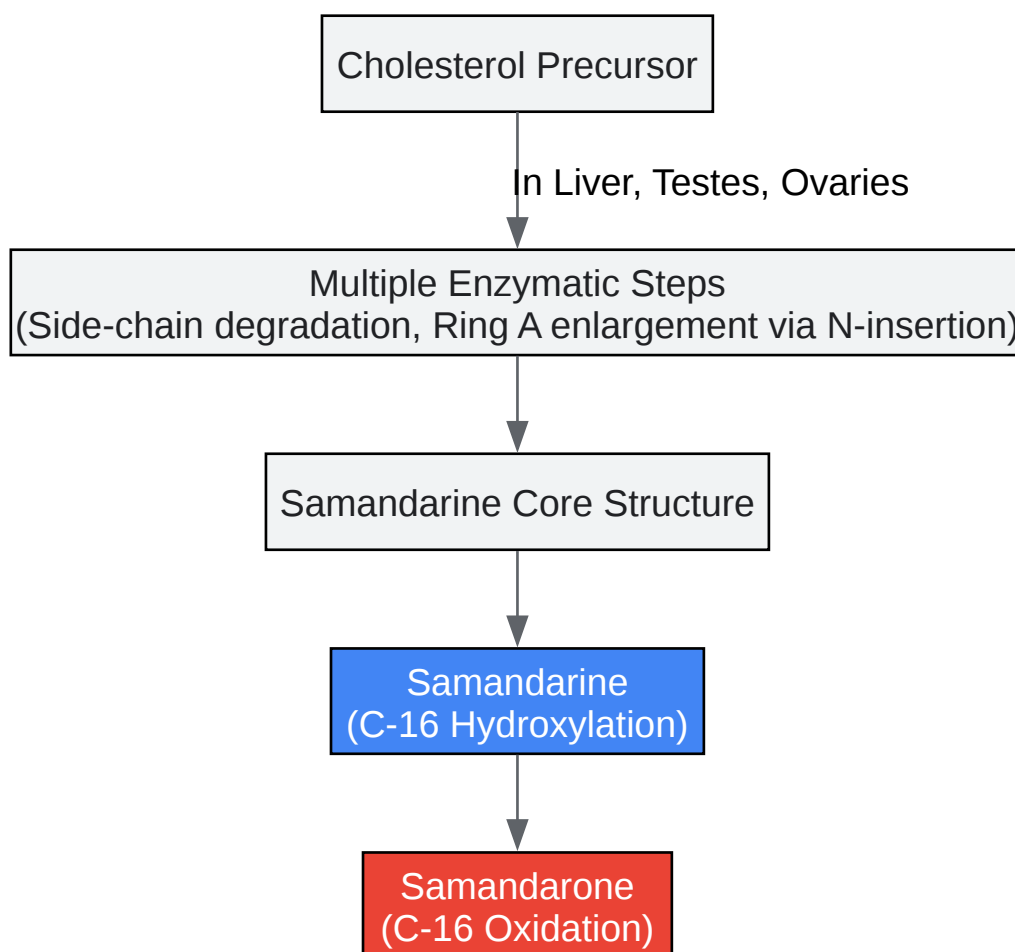 Cholesterol Precursor
In Liver, Testes, Ovaries
Multiple Enzymatic Steps
(Side-chain degradation, Ring A enlargement via N-insertion)
Samandarine Core Structure
Samandarine
(C-16 Hydroxylation)
Samandarone
(C-16 Oxidation)